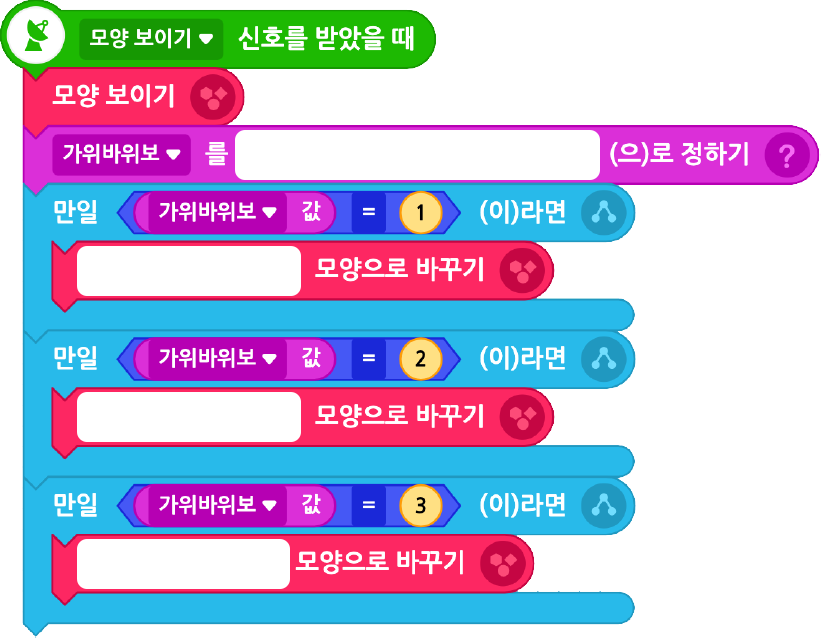 모양 보이기 신호를 받았을 때
모양 보이기
가위바위보 를 (으)로 정하기 ?
만일 가위바위보 값 = 1 (이)라면
모양으로 바꾸기
만일 가위바위보 값 = 2 (이)라면
모양으로 바꾸기
만일 가위바위보 값 = 3 (이)라면
모양으로 바꾸기